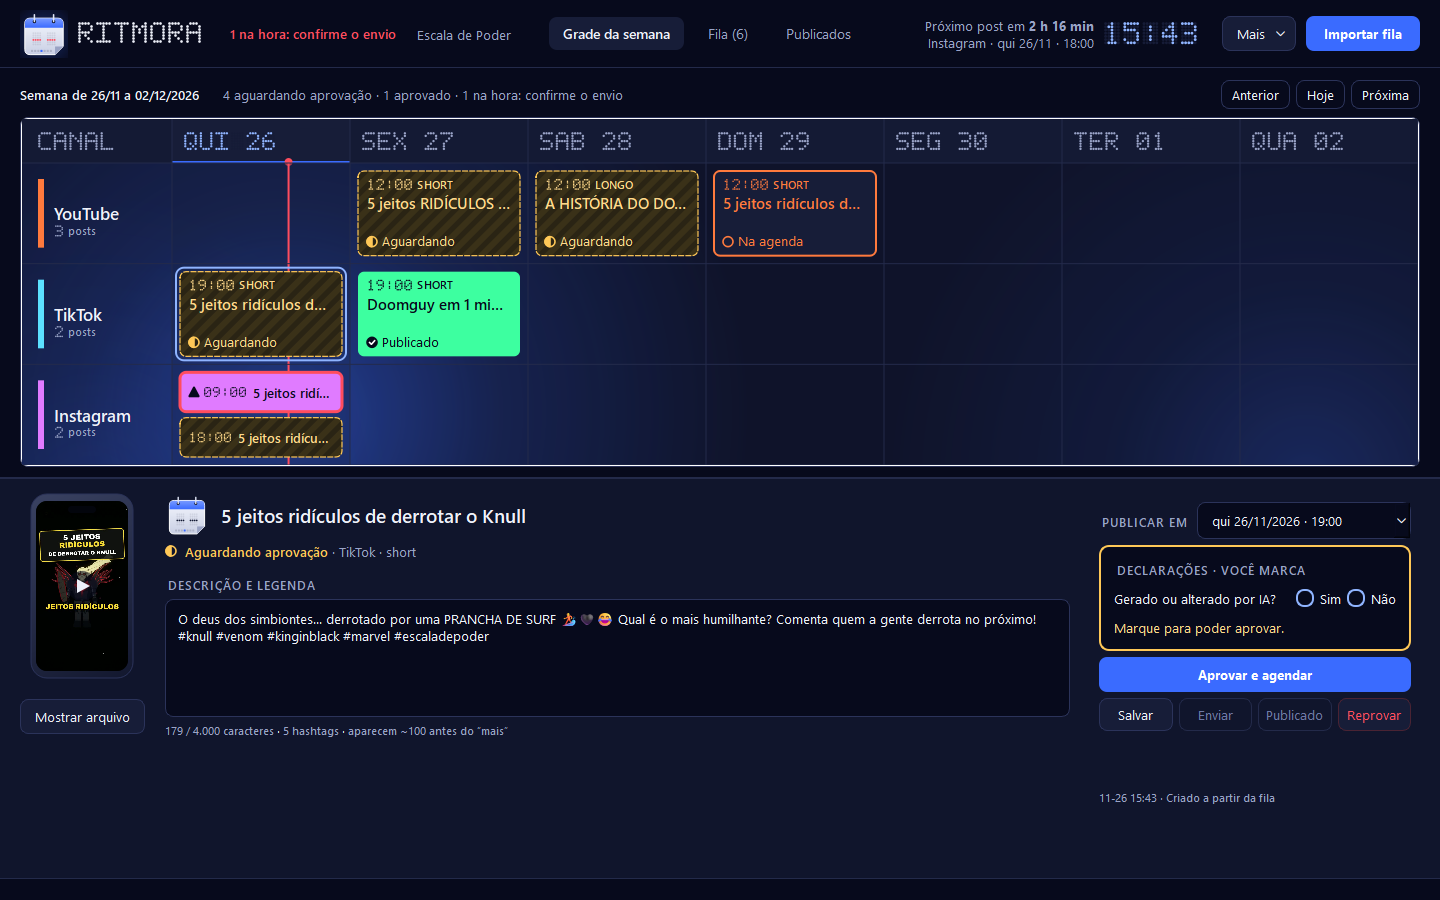 RITMORA
1 na hora: confirme o envio
Escala de Poder
Grade da semana
Fila (6)
Publicados
Próximo post em 2 h 16 min
Instagram · qui 26/11 · 18:00
15:43
Mais
Importar fila
Semana de 26/11 a 02/12/2026
4 aguardando aprovação · 1 aprovado · 1 na hora: confirme o envio
Anterior
Hoje
Próxima
CANAL
QUI 26
SEX 27
SAB 28
DOM 29
SEG 30
TER 01
QUA 02
YouTube
3 posts
12:00 SHORT
5 jeitos RIDÍCULOS ...
Aguardando
12:00 LONGO
A HISTÓRIA DO DO...
Aguardando
12:00 SHORT
5 jeitos ridículos d...
Na agenda
TikTok
2 posts
19:00 SHORT
5 jeitos ridículos d...
Aguardando
19:00 SHORT
Doomguy em 1 mi...
Publicado
Instagram
2 posts
09:00 5 jeitos ridí...
18:00 5 jeitos ridícu...
5 JEITOS
RIDÍCULOS
DE DERROTAR O KNULL
JEITOS RIDÍCULOS
Mostrar arquivo
5 jeitos ridículos de derrotar o Knull
Aguardando aprovação · TikTok · short
DESCRIÇÃO E LEGENDA
O deus dos simbiontes... derrotado por uma PRANCHA DE SURF 🏄🖤😂 Qual é o mais humilhante? Comenta quem a gente derrota no próximo!
#knull #venom #kinginblack #marvel #escaladepoder
179 / 4.000 caracteres · 5 hashtags · aparecem ~100 antes do "mais"
PUBLICAR EM
qui 26/11/2026 · 19:00
DECLARAÇÕES · VOCÊ MARCA
Gerado ou alterado por IA?
Sim
Não
Marque para poder aprovar.
Aprovar e agendar
Salvar
Enviar
Publicado
Reprovar
11-26 15:43 · Criado a partir da fila